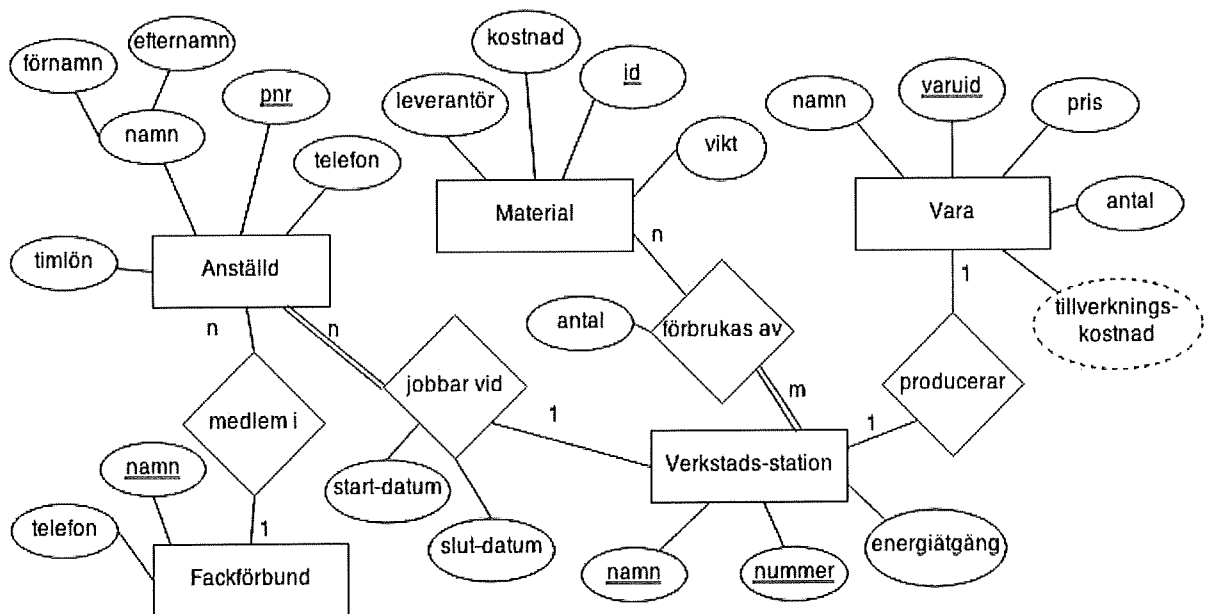 efternamn
förnamn
namn
pnr
telefon
timlön
Anställd
kostnad
id
leverantör
vikt
Material
namn
varuid
pris
antal
Vara
tillverknings-
kostnad
n
n
n
1
antal
förbrukas av
jobbar vid
medlem i
producerar
m
1
1
namn
start-datum
Verkstads-station
telefon
1
slut-datum
energiåtgång
Fackförbund
namn
nummer